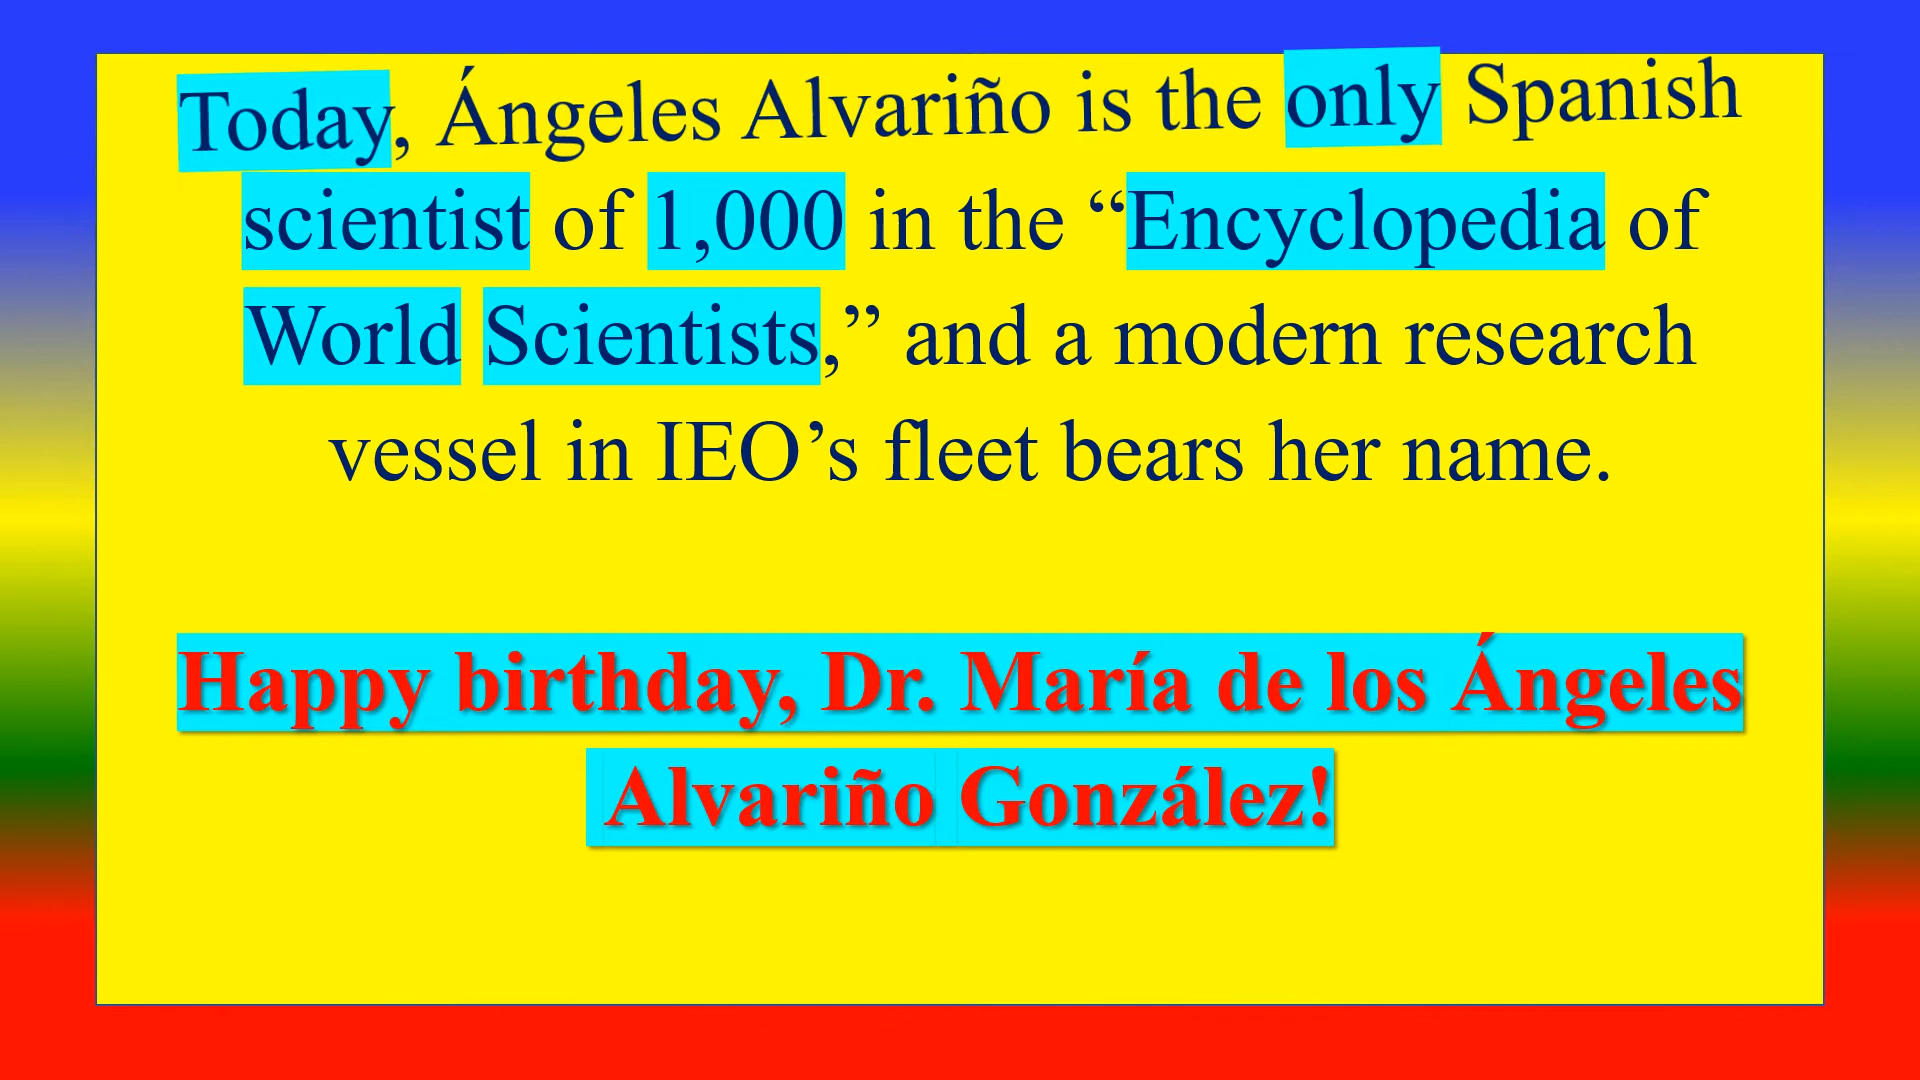 Today, Ángeles Alvariño is the only Spanish
scientist of 1,000 in the “Encyclopedia of
World Scientists,” and a modern research
vessel in IEO’s fleet bears her name.
Happy birthday, Dr. María de los Ángeles
Alvariño González!